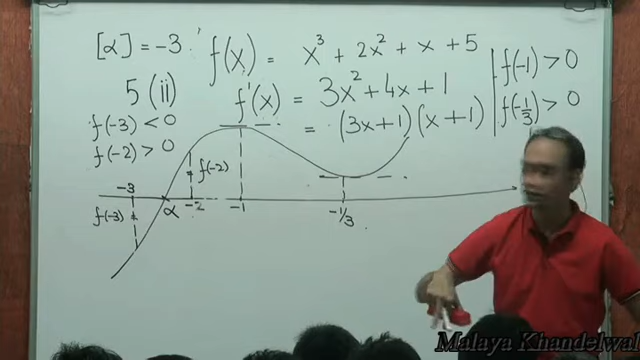 [α] = -3
f(x) = x³ + 2x² + x + 5
5 (ii)
f'(x) = 3x² + 4x + 1
= (3x+1)(x+1)
f(-1) > 0
f(-1/3) > 0
f(-3) < 0
f(-2) > 0
f(-2)
-3
f(-3)
α
-2
-1
-1/3
Malaya Khandelwal